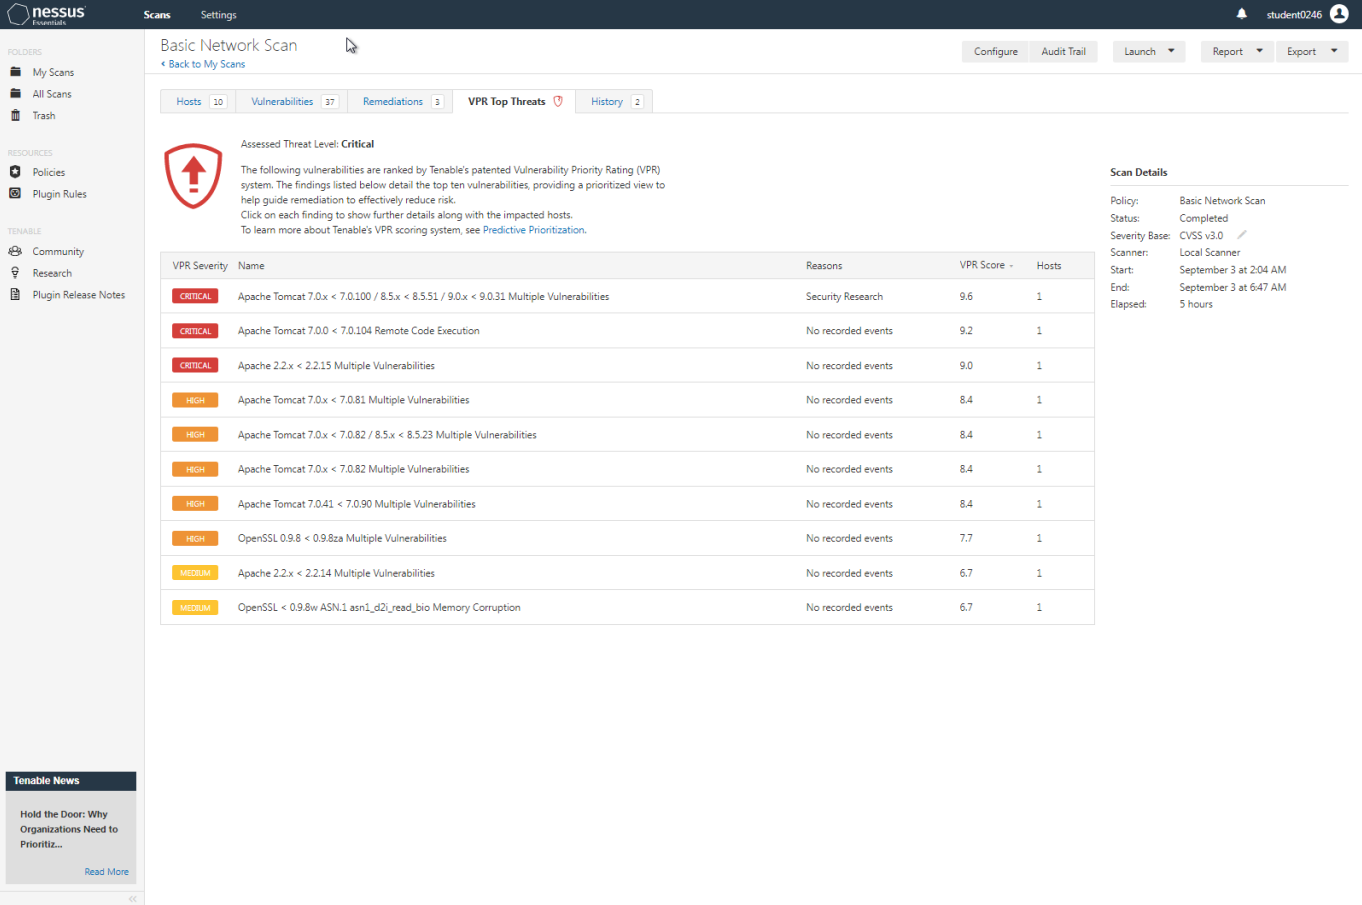 nessus Essentials Scans Settings student0246
FOLDERS
My Scans
All Scans
Trash
RESOURCES
Policies
Plugin Rules
TENABLE
Community
Research
Plugin Release Notes
Tenable News
Hold the Door: Why
Organizations Need to
Prioritiz...
Read More
Basic Network Scan
‹ Back to My Scans
Configure Audit Trail Launch Report Export
Hosts 10 Vulnerabilities 37 Remediations 3 VPR Top Threats History 2
Assessed Threat Level: Critical
The following vulnerabilities are ranked by Tenable's patented Vulnerability Priority Rating (VPR)
system. The findings listed below detail the top ten vulnerabilities, providing a prioritized view to
help guide remediation to effectively reduce risk.
Click on each finding to show further details along with the impacted hosts.
To learn more about Tenable's VPR scoring system, see Predictive Prioritization.
VPR Severity Name Reasons VPR Score Hosts
CRITICAL Apache Tomcat 7.0.x < 7.0.100 / 8.5.x < 8.5.51 / 9.0.x < 9.0.31 Multiple Vulnerabilities Security Research 9.6 1
CRITICAL Apache Tomcat 7.0.0 < 7.0.104 Remote Code Execution No recorded events 9.2 1
CRITICAL Apache 2.2.x < 2.2.15 Multiple Vulnerabilities No recorded events 9.0 1
HIGH Apache Tomcat 7.0.x < 7.0.81 Multiple Vulnerabilities No recorded events 8.4 1
HIGH Apache Tomcat 7.0.x < 7.0.82 / 8.5.x < 8.5.23 Multiple Vulnerabilities No recorded events 8.4 1
HIGH Apache Tomcat 7.0.x < 7.0.82 Multiple Vulnerabilities No recorded events 8.4 1
HIGH Apache Tomcat 7.0.41 < 7.0.90 Multiple Vulnerabilities No recorded events 8.4 1
HIGH OpenSSL 0.9.8 < 0.9.8za Multiple Vulnerabilities No recorded events 7.7 1
MEDIUM Apache 2.2.x < 2.2.14 Multiple Vulnerabilities No recorded events 6.7 1
MEDIUM OpenSSL < 0.9.8w ASN.1 asn1_d2i_read_bio Memory Corruption No recorded events 6.7 1
Scan Details
Policy: Basic Network Scan
Status: Completed
Severity Base: CVSS v3.0
Scanner: Local Scanner
Start: September 3 at 2:04 AM
End: September 3 at 6:47 AM
Elapsed: 5 hours